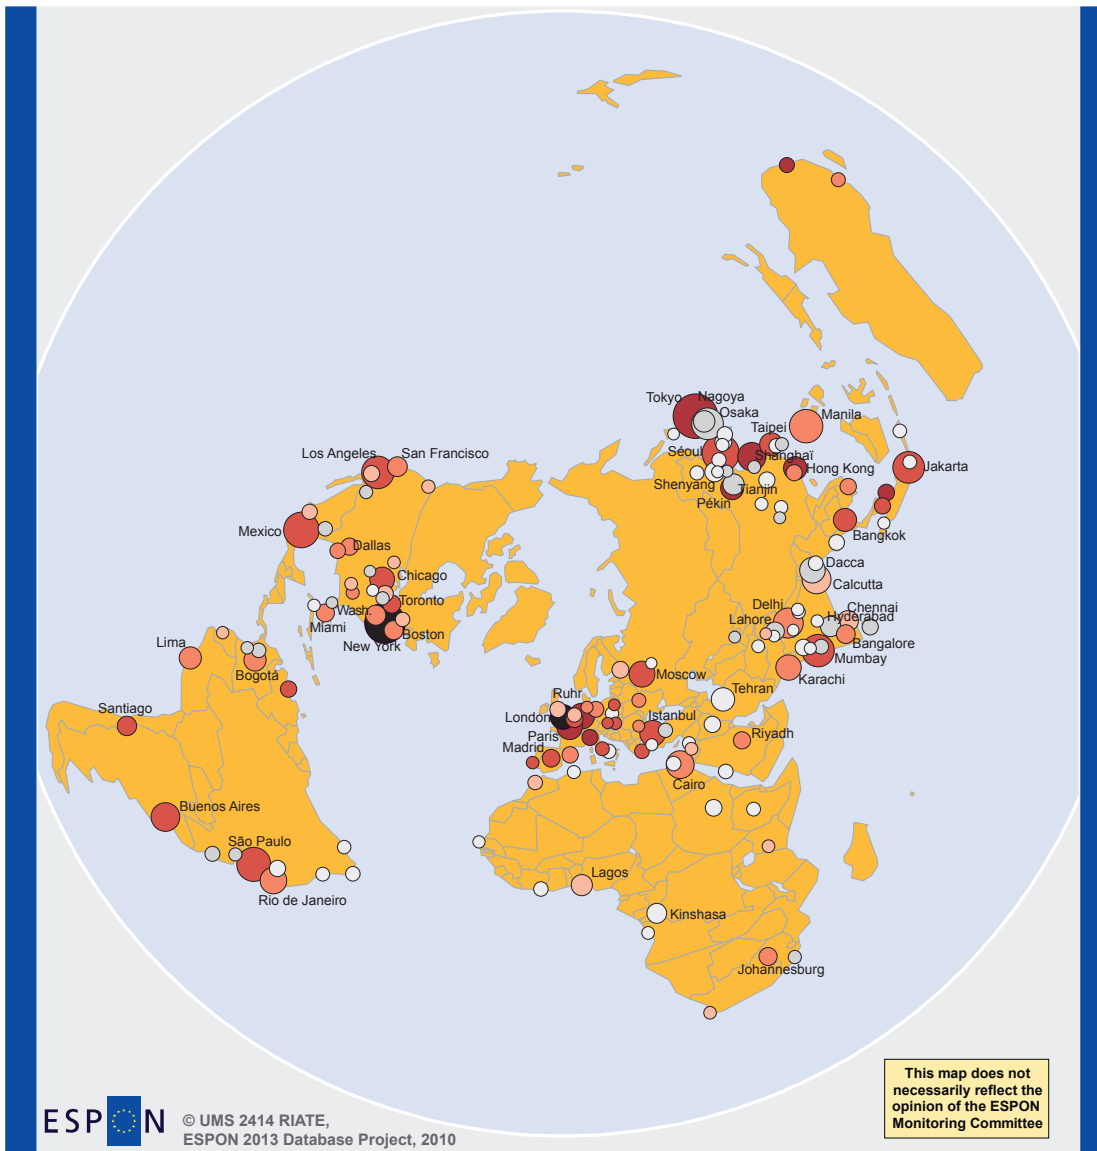 Tokyo
Nagoya
Osaka
Manila
Taipei
Séoul
Shanghaï
Hong Kong
Jakarta
Los Angeles
San Francisco
Shenyang
Tianjin
Pékin
Mexico
Bangkok
Dallas
Dacca
Chicago
Calcutta
Toronto
Delhi
Chennai
Wash.
Hyderabad
Lahore
Miami
Boston
Bangalore
New York
Lima
Mumbay
Bogotá
Moscow
Karachi
Tehran
Ruhr
Santiago
London
Istanbul
Paris
Riyadh
Madrid
Cairo
Buenos Aires
São Paulo
Lagos
Rio de Janeiro
Kinshasa
Johannesburg
This map does not
necessarily reflect the
opinion of the ESPON
Monitoring Committee
ESPON
© UMS 2414 RIATE,
ESPON 2013 Database Project, 2010